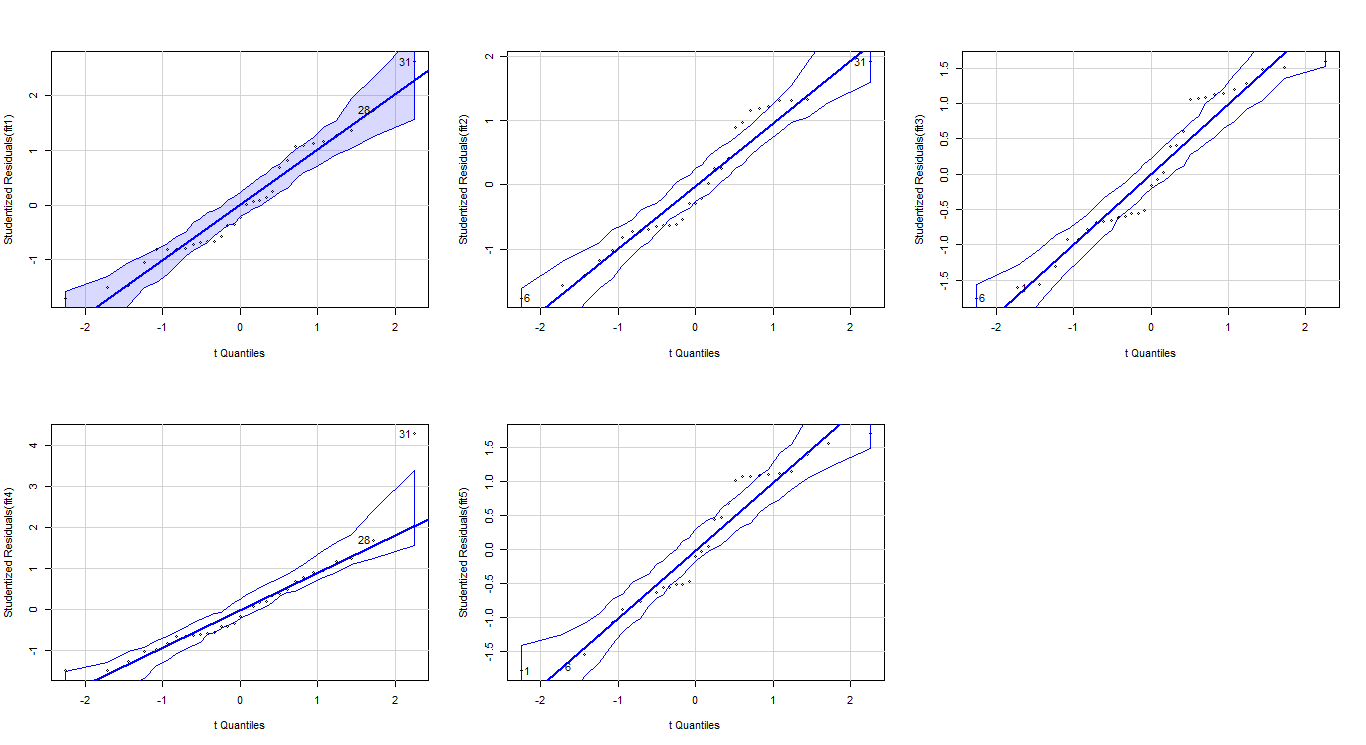 Studentized Residuals(fit1)
2
1
0
-1
31
28
-2 -1 0 1 2
t Quantiles
Studentized Residuals(fit2)
2
1
0
-1
31
6
-2 -1 0 1 2
t Quantiles
Studentized Residuals(fit3)
1.5
1.0
0.5
0.0
-0.5
-1.0
-1.5
6
1
-2 -1 0 1 2
t Quantiles
Studentized Residuals(fit4)
4
3
2
1
0
-1
31
28
-2 -1 0 1 2
t Quantiles
Studentized Residuals(fit5)
1.5
1.0
0.5
0.0
-0.5
-1.0
-1.5
1
6
-2 -1 0 1 2
t Quantiles